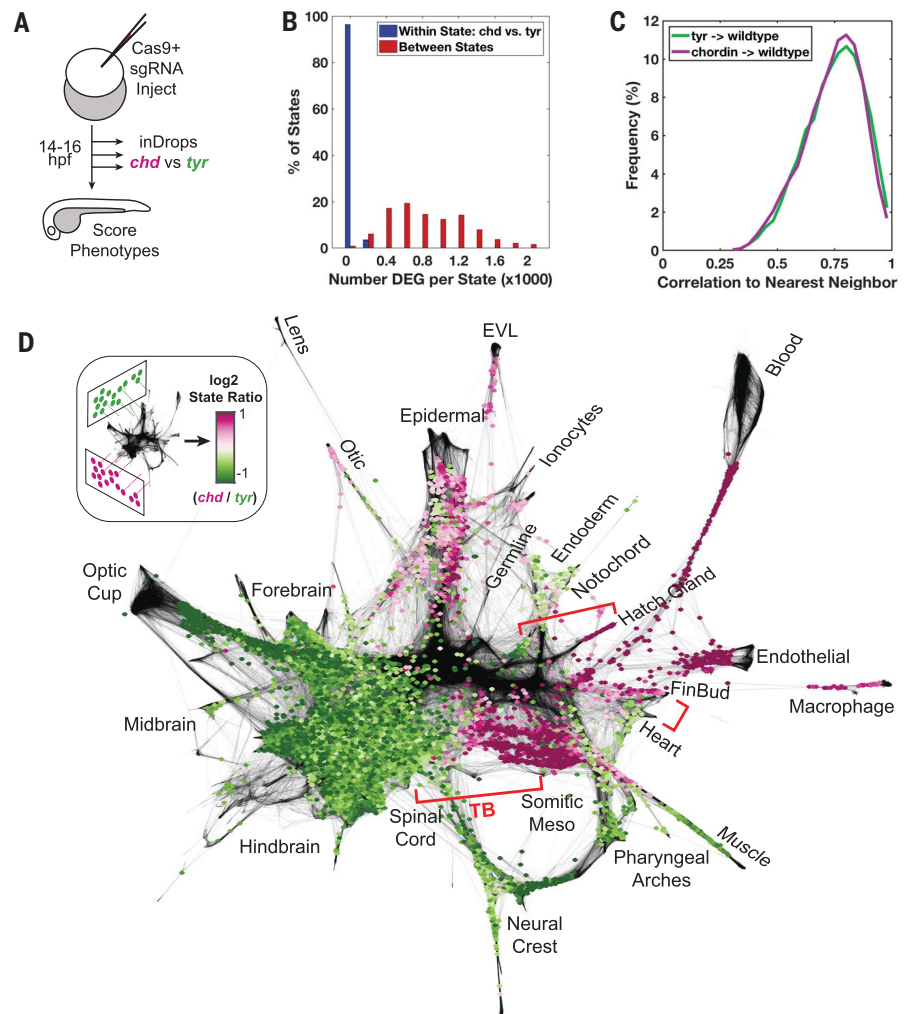 A
Cas9+
sgRNA
Inject
14-16
hpf
inDrops
chd vs tyr
Score
Phenotypes
B
% of States
100
80
60
40
20
0
Within State: chd vs. tyr
Between States
0 0.4 0.8 1.2 1.6 2
Number DEG per State (x1000)
C
Frequency (%)
12
10
8
6
4
2
0
tyr -> wildtype
chordin -> wildtype
0 0.25 0.5 0.75 1
Correlation to Nearest Neighbor
D
log2
State Ratio
1
-1
(chd / tyr)
Lens
EVL
Blood
Epidermal
Otic
Ionocytes
Germline
Endoderm
Notochord
Hatch.Gland
Optic
Cup
Forebrain
Endothelial
FinBud
Macrophage
Heart
Midbrain
TB
Spinal
Cord
Somitic
Meso
Hindbrain
Pharyngeal
Arches
Muscle
Neural
Crest